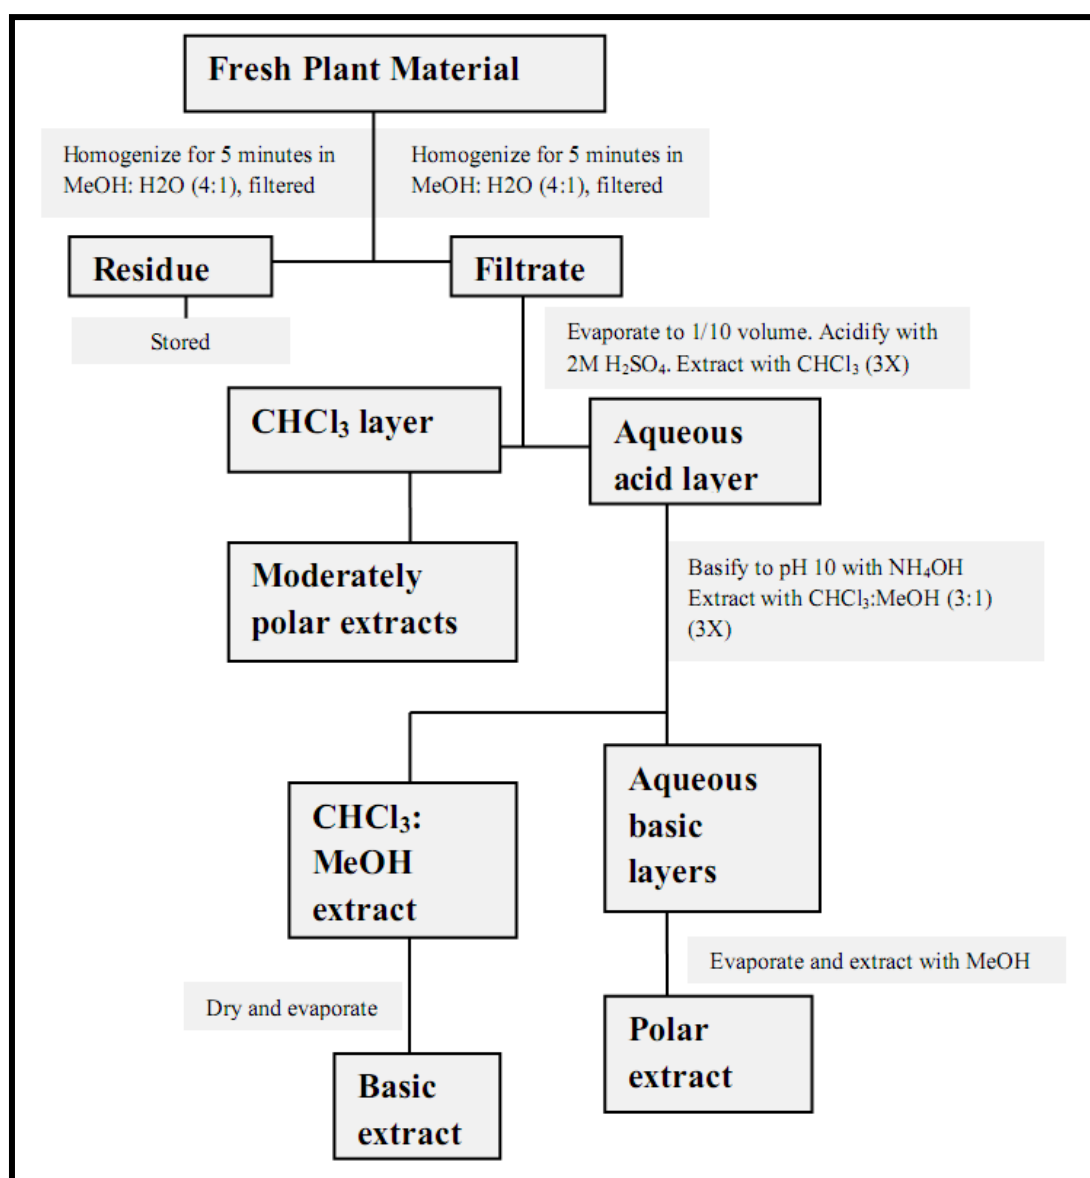 Fresh Plant Material
Homogenize for 5 minutes in
MeOH: H2O (4:1), filtered
Homogenize for 5 minutes in
MeOH: H2O (4:1), filtered
Residue
Filtrate
Stored
Evaporate to 1/10 volume. Acidify with
2M H₂SO₄. Extract with CHCl₃ (3X)
CHCl₃ layer
Aqueous
acid layer
Moderately
polar extracts
Basify to pH 10 with NH₄OH
Extract with CHCl₃:MeOH (3:1)
(3X)
CHCl₃:
MeOH
extract
Aqueous
basic
layers
Dry and evaporate
Evaporate and extract with MeOH
Basic
extract
Polar
extract